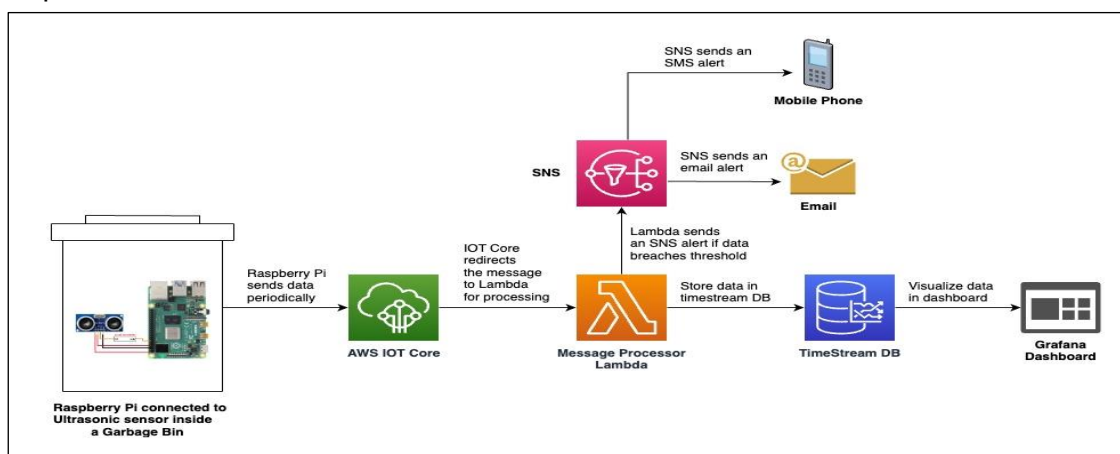 SNS sends an
SMS alert
Mobile Phone
SNS
SNS sends an
email alert
Email
Lambda sends
an SNS alert if data
breaches threshold
Raspberry Pi
sends data
periodically
IOT Core
redirects
the message
to Lambda
for processing
Store data in
timestream DB
Visualize data
in dashboard
AWS IOT Core
Message Processor
Lambda
TimeStream DB
Grafana
Dashboard
Raspberry Pi connected to
Ultrasonic sensor inside
a Garbage Bin